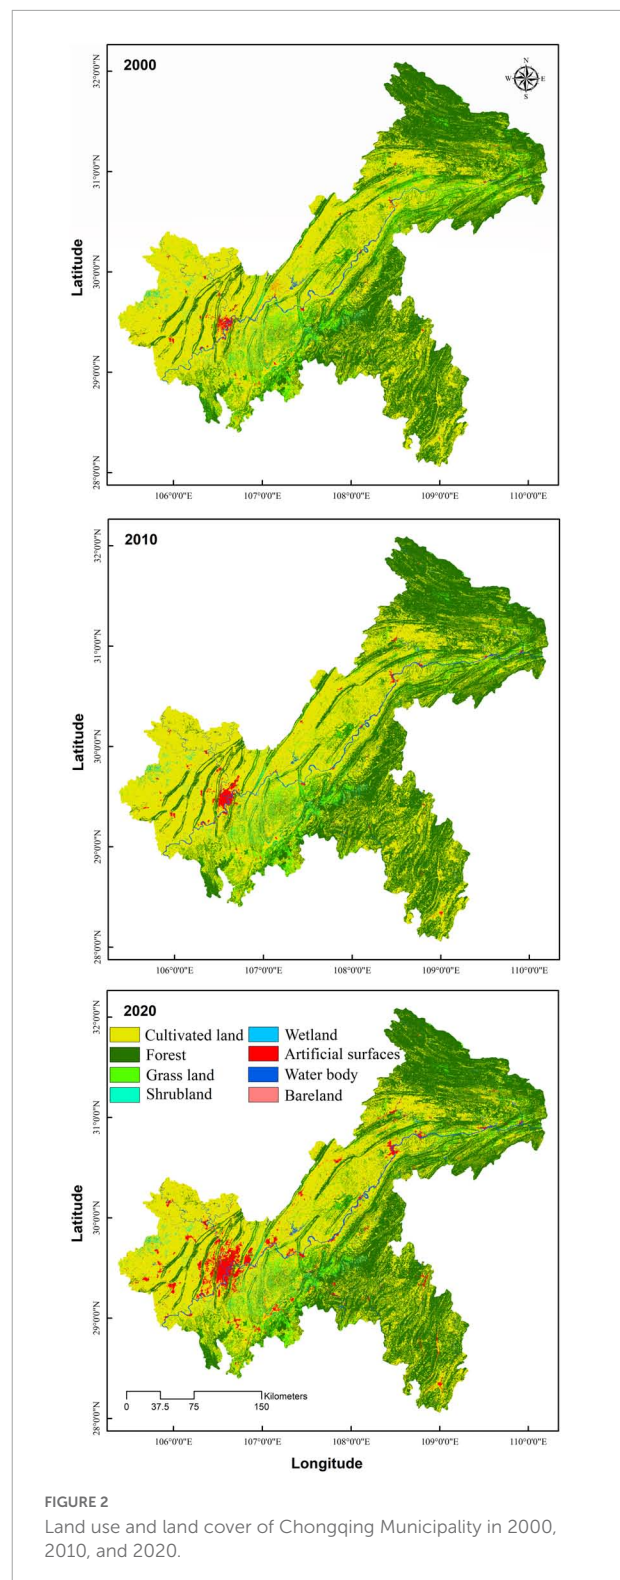 2000
N
W E
S
32°0'0"N
31°0'0"N
30°0'0"N
29°0'0"N
28°0'0"N
Latitude
106°0'0"E 107°0'0"E 108°0'0"E 109°0'0"E 110°0'0"E
2010
32°0'0"N
31°0'0"N
30°0'0"N
29°0'0"N
28°0'0"N
Latitude
106°0'0"E 107°0'0"E 108°0'0"E 109°0'0"E 110°0'0"E
2020
Cultivated land Wetland
Forest Artificial surfaces
Grass land Water body
Shrubland Bareland
32°0'0"N
31°0'0"N
30°0'0"N
29°0'0"N
28°0'0"N
Latitude
Kilometers
0 37.5 75 150
106°0'0"E 107°0'0"E 108°0'0"E 109°0'0"E 110°0'0"E
Longitude
FIGURE 2
Land use and land cover of Chongqing Municipality in 2000,
2010, and 2020.